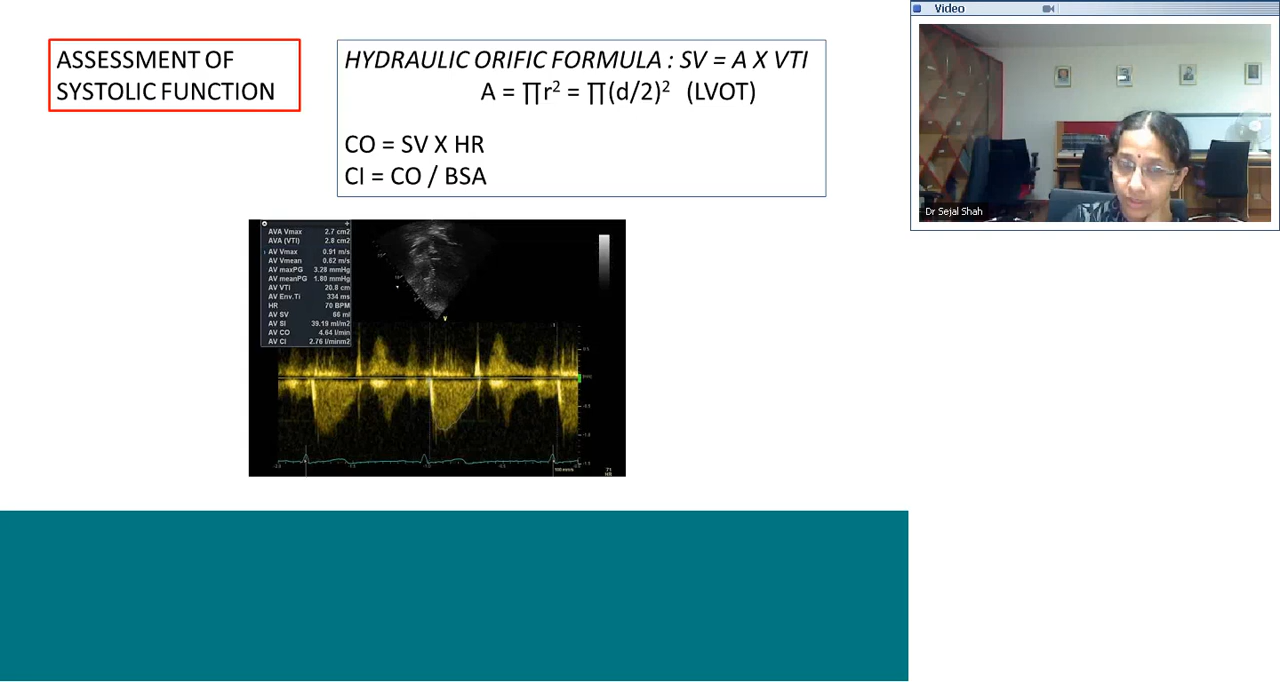 ASSESSMENT OF
SYSTOLIC FUNCTION
HYDRAULIC ORIFIC FORMULA : SV = A X VTI
A = ∏r² = ∏(d/2)² (LVOT)
CO = SV X HR
CI = CO / BSA
AVA Vmax 2.7 cm2
AVA (VTI) 2.8 cm2
AV Vmax 0.91 m/s
AV Vmean 0.62 m/s
AV maxPG 3.28 mmHg
AV meanPG 1.80 mmHg
AV VTI 20.8 cm
AV Env.Ti 334 ms
HR 70 BPM
AV SV 66 ml
AV SI 39.19 ml/m2
AV CO 4.64 l/min
AV CI 2.76 l/minm2
V
Video
Dr Sejal Shah